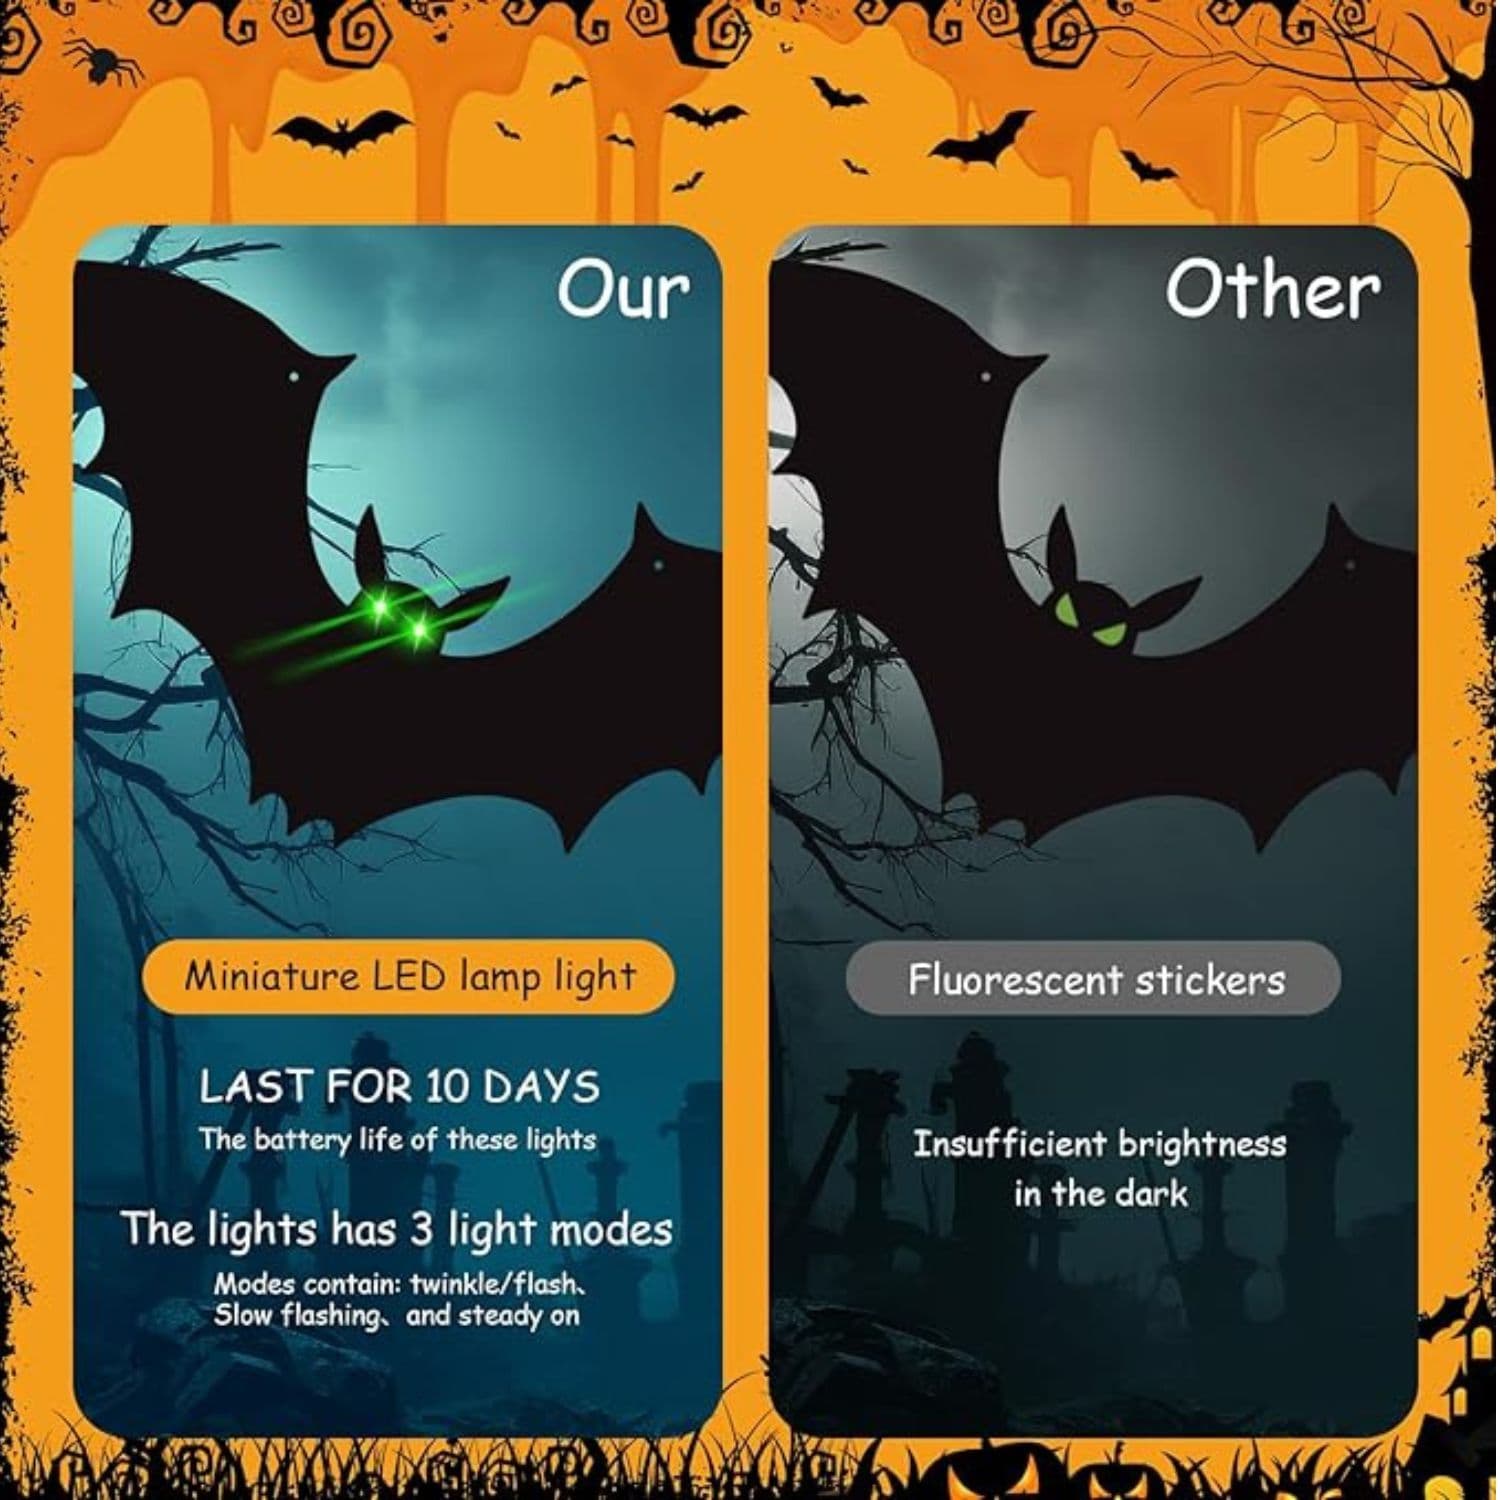 Our
Miniature LED lamp light
LAST FOR 10 DAYS
The battery life of these lights
The lights has 3 light modes
Modes contain: twinkle/flash、
Slow flashing、 and steady on
Other
Fluorescent stickers
Insufficient brightness
in the dark